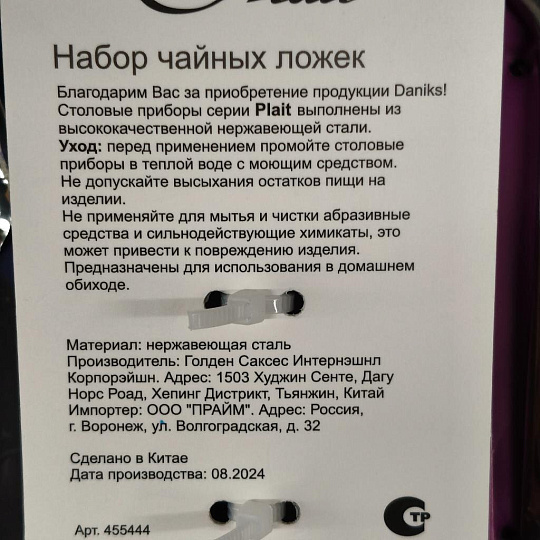 Набор чайных ложек
Благодарим Вас за приобретение продукции Daniks!
Столовые приборы серии Plait выполнены из
высококачественной нержавеющей стали.
Уход: перед применением промойте столовые
приборы в теплой воде с моющим средством.
Не допускайте высыхания остатков пищи на
изделии.
Не применяйте для мытья и чистки абразивные
средства и сильнодействующие химикаты, это
может привести к повреждению изделия.
Предназначены для использования в домашнем
обиходе.
Материал: нержавеющая сталь
Производитель: Голден Саксес Интернэшнл
Корпорэйшн. Адрес: 1503 Худжин Сенте, Дагу
Норс Роад, Хепинг Дистрикт, Тьянжин, Китай
Импортер: ООО "ПРАЙМ". Адрес: Россия,
г. Воронеж, ул. Волгоградская, д. 32
Сделано в Китае
Дата производства: 08.2024
Арт. 455444
СТР